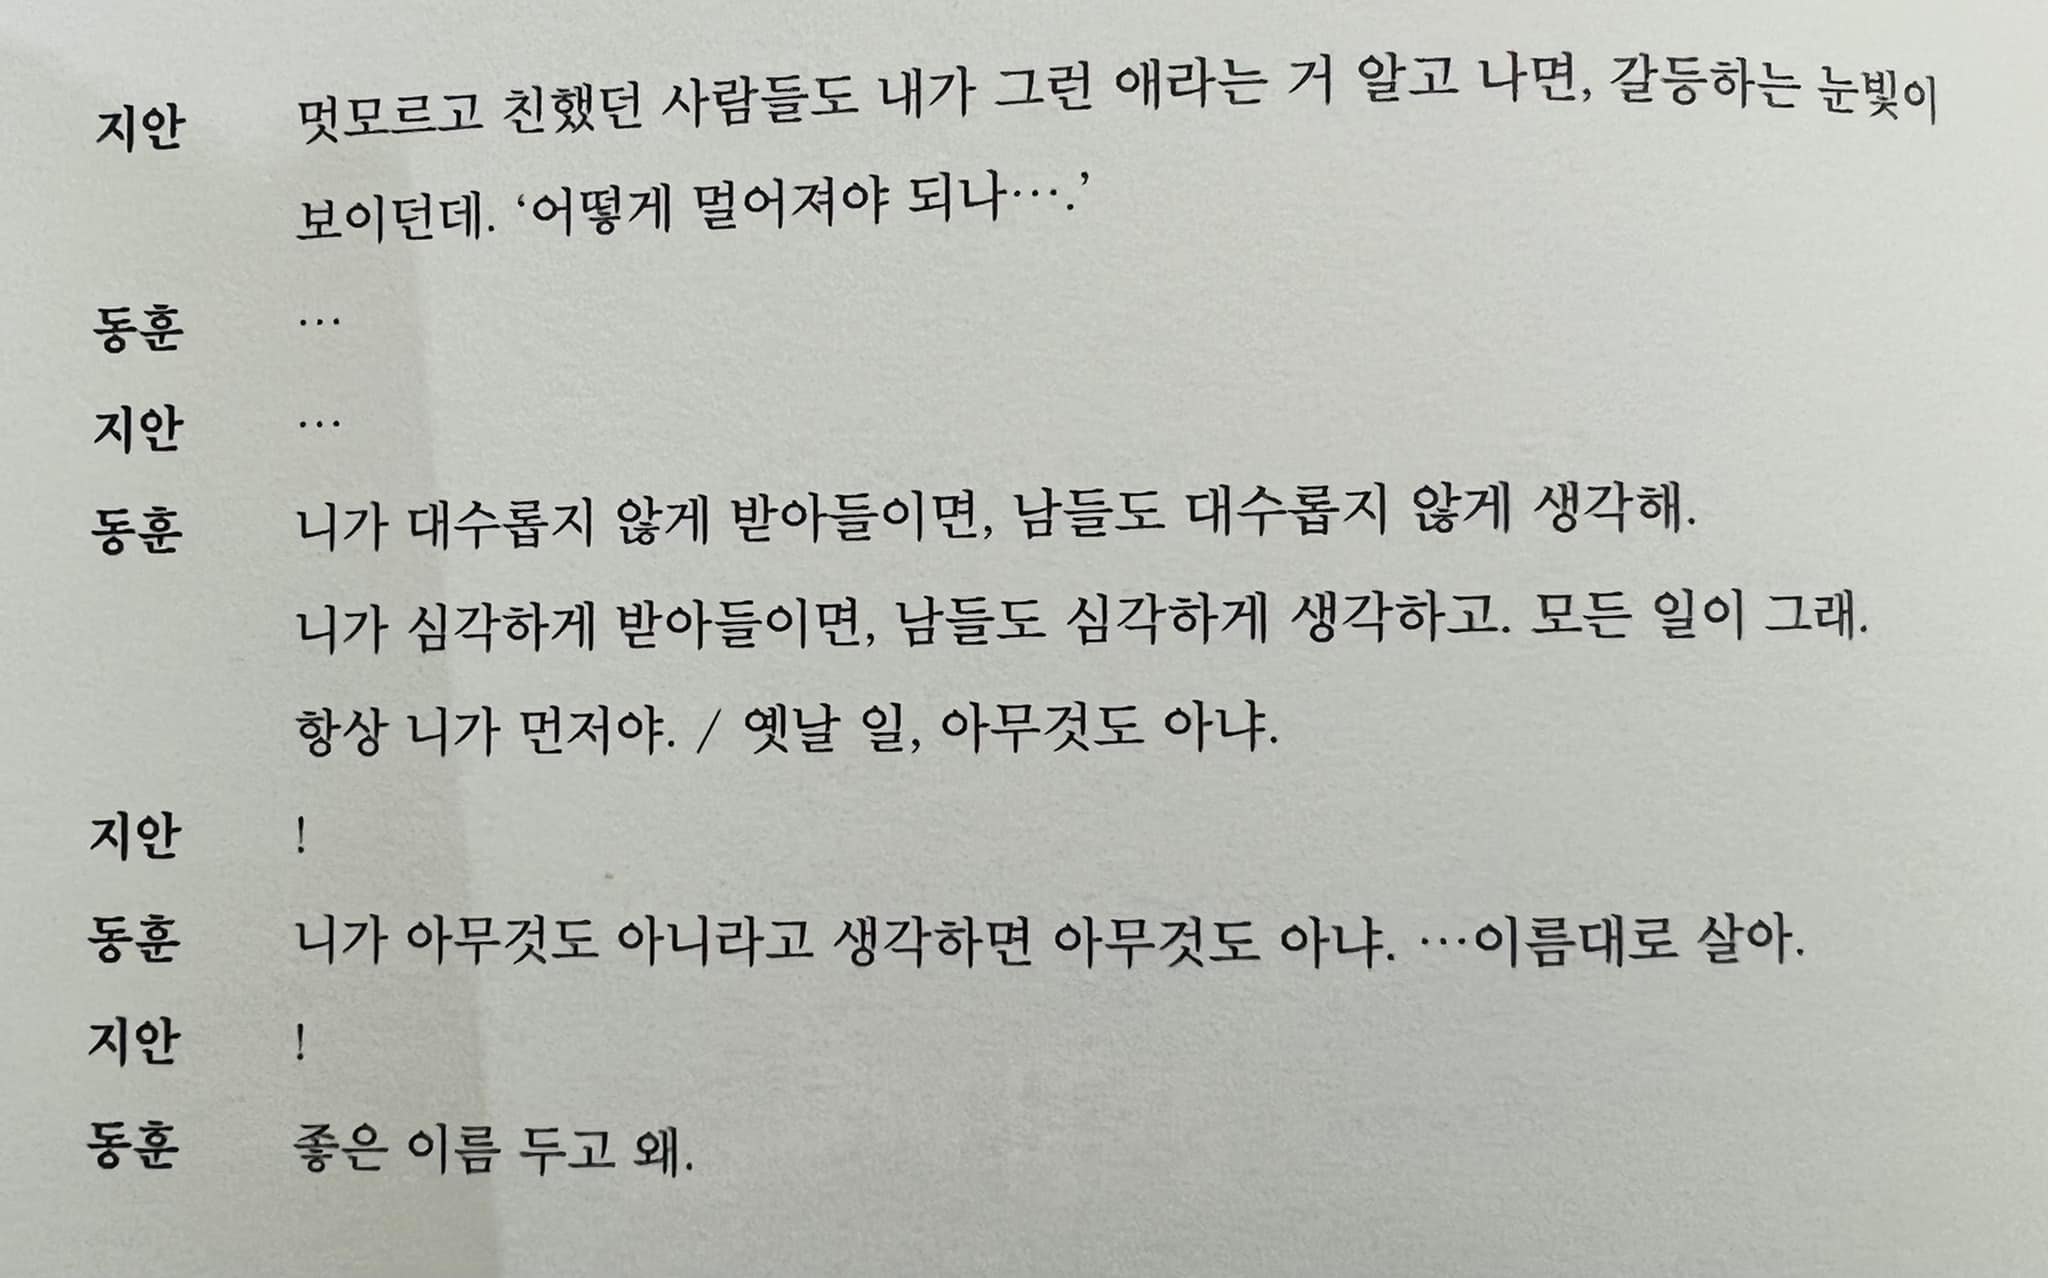 지안 멋모르고 친했던 사람들도 내가 그런 애라는 거 알고 나면, 갈등하는 눈빛이
보이던데. ‘어떻게 멀어져야 되나….’
동훈 …
지안 …
동훈 니가 대수롭지 않게 받아들이면, 남들도 대수롭지 않게 생각해.
니가 심각하게 받아들이면, 남들도 심각하게 생각하고. 모든 일이 그래.
항상 니가 먼저야. / 옛날 일, 아무것도 아냐.
지안 !
동훈 니가 아무것도 아니라고 생각하면 아무것도 아냐. …이름대로 살아.
지안 !
동훈 좋은 이름 두고 왜.